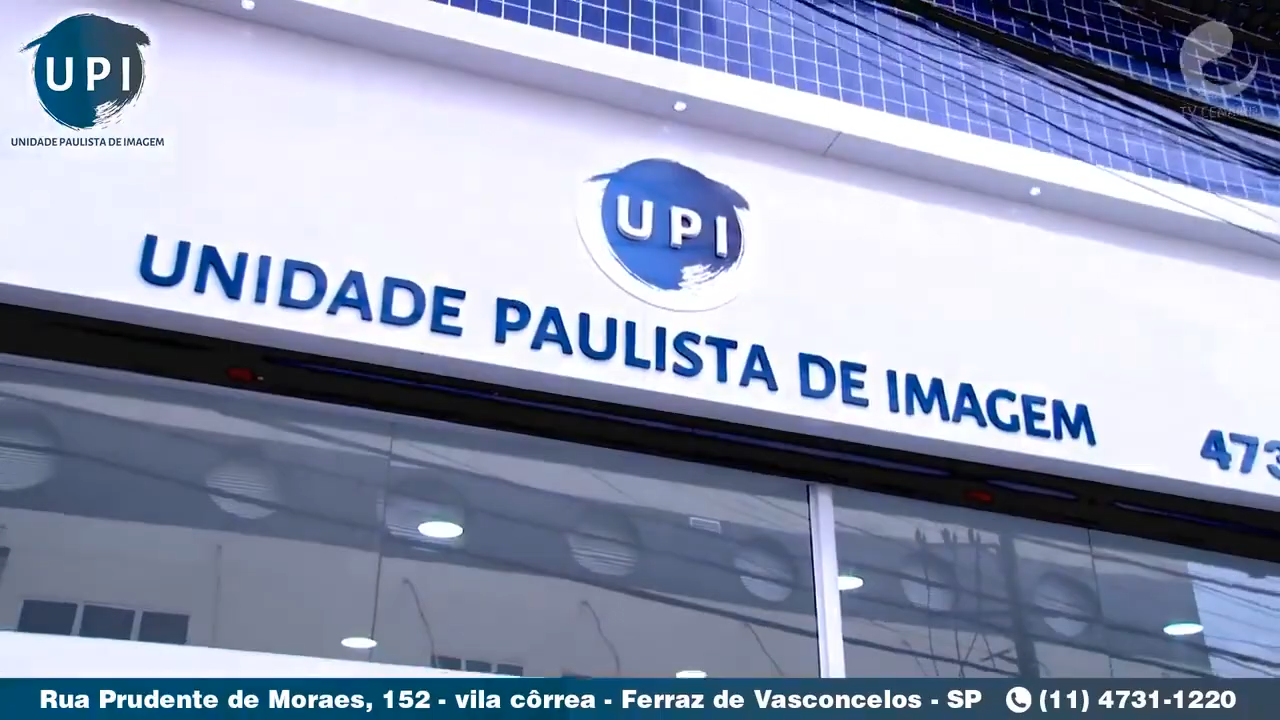 UPI
UNIDADE PAULISTA DE IMAGEM
UPI
UNIDADE PAULISTA DE IMAGEM
473
Rua Prudente de Moraes, 152 - vila côrrea - Ferraz de Vasconcelos - SP (11) 4731-1220